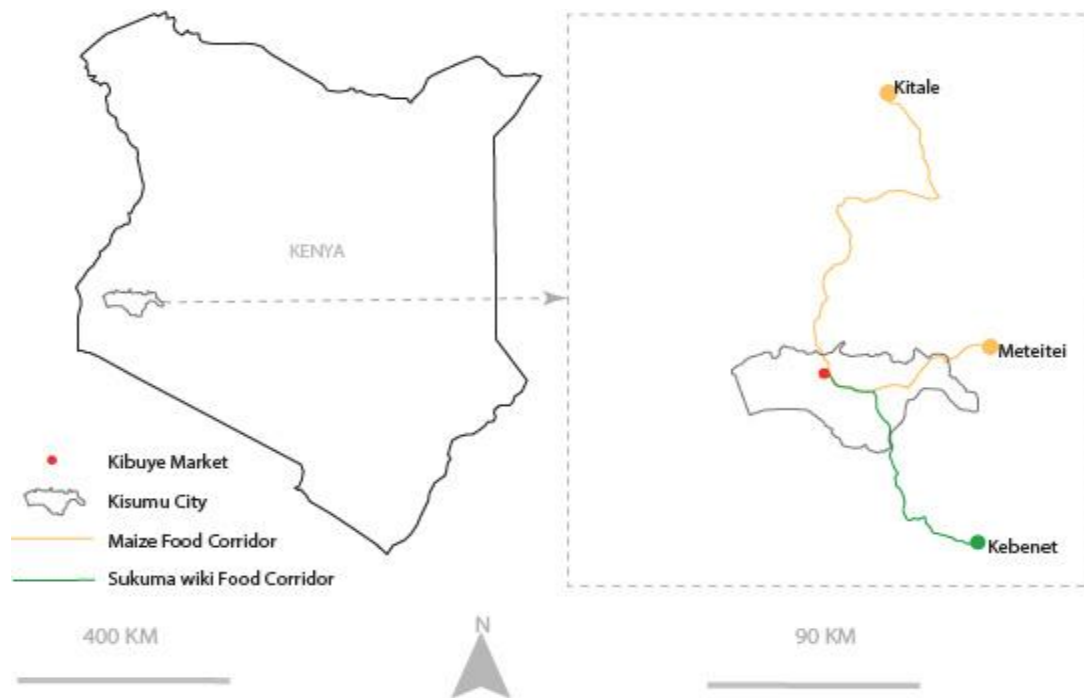 Kitale
KENYA
Meteitei
Kibuye Market
Kisumu City
Maize Food Corridor
Sukuma wiki Food Corridor
Kebenet
400 KM
N
90 KM